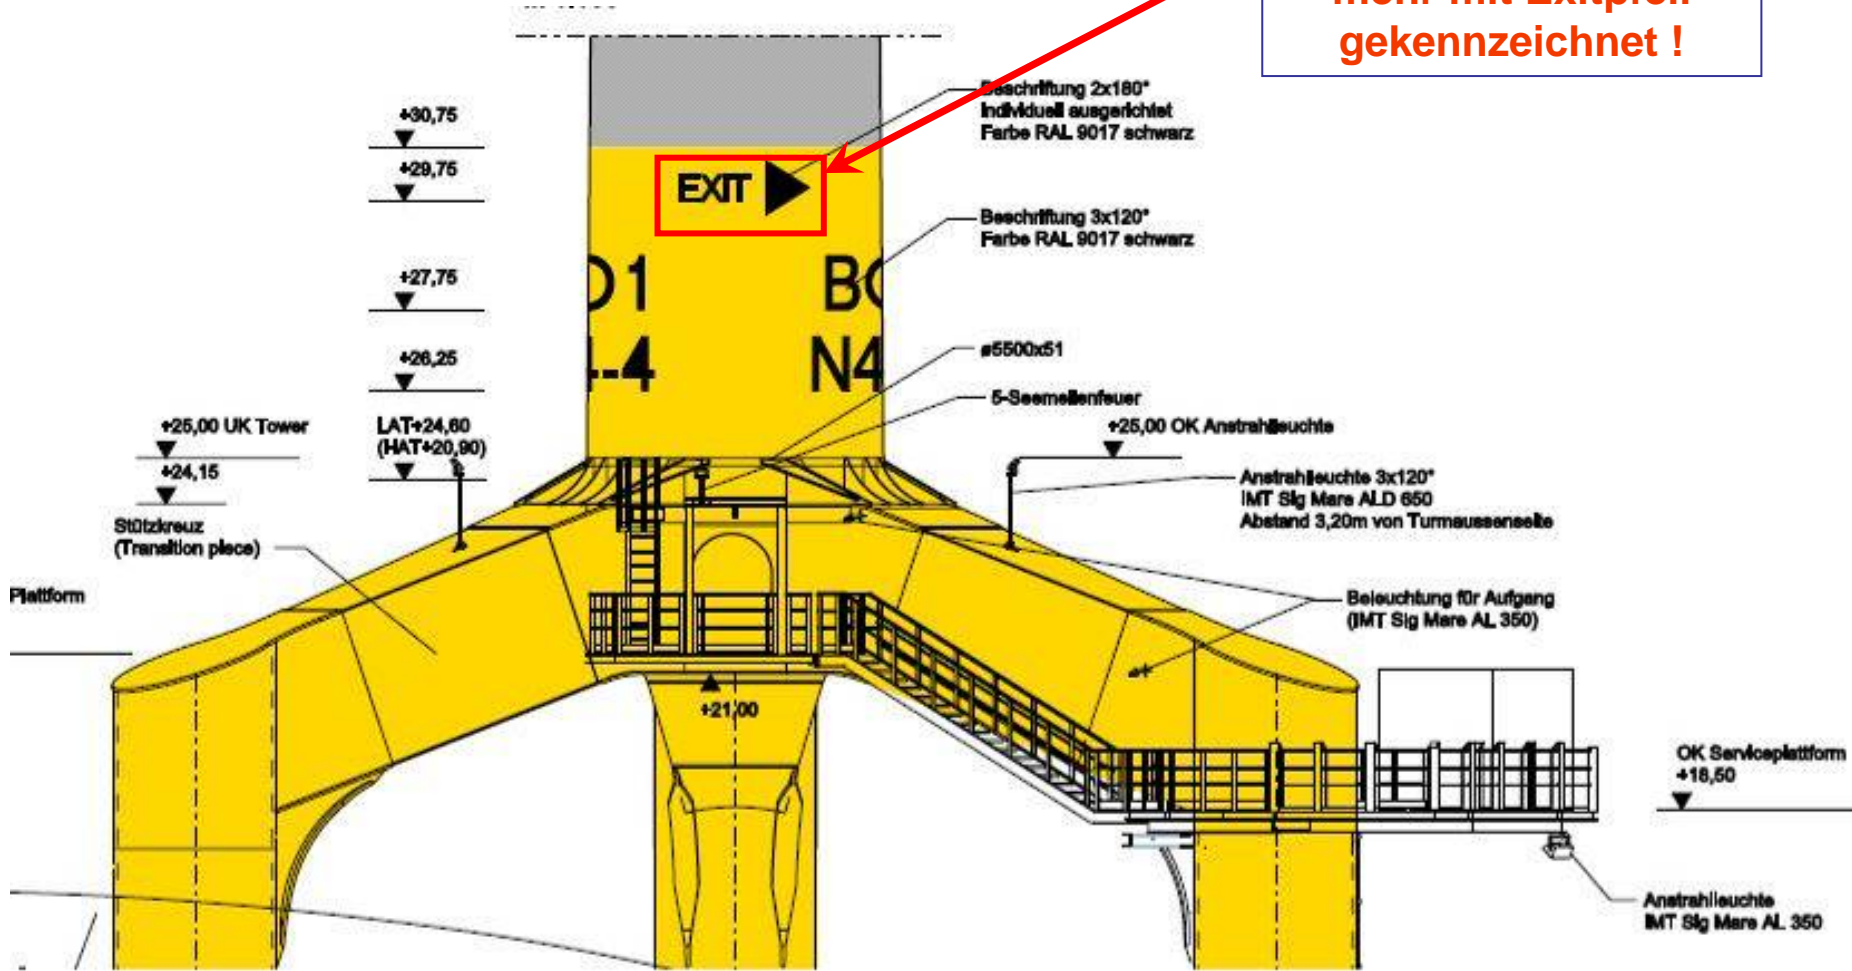 gekennzeichnet !
Beschriftung 2x180°
Individuell ausgerichtet
Farbe RAL 9017 schwarz
+30,75
+29,75
EXIT
Beschriftung 3x120°
Farbe RAL 9017 schwarz
+27,75
1
B
+26,25
-4
N4
ø5500x51
5-Seemeilenfeuer
+25,00 UK Tower
LAT+24,60
(HAT+20,90)
+25,00 OK Anstrahlleuchte
+24,15
Anstrahlleuchte 3x120°
IMT Sig Mare ALD 650
Abstand 3,20m von Turmaussenseite
Stützkreuz
(Transition piece)
Plattform
Beleuchtung für Aufgang
(IMT Sig Mare AL 350)
+21,00
OK Serviceplattform
+18,50
Anstrahlleuchte
IMT Sig Mare AL 350